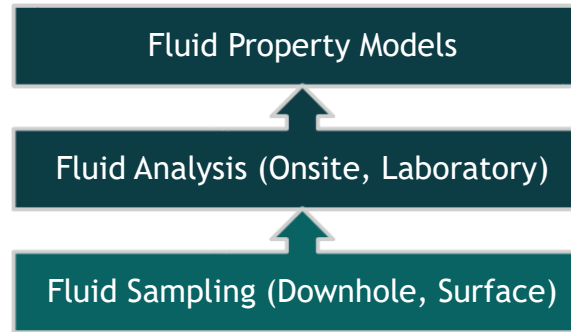 Fluid Property Models
Fluid Analysis (Onsite, Laboratory)
Fluid Sampling (Downhole, Surface)